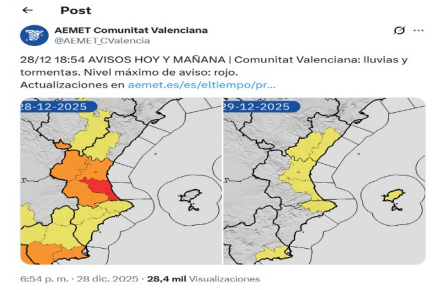 Post
AEMET Comunitat Valenciana
@AEMET_CValencia
28/12 18:54 AVISOS HOY Y MAÑANA | Comunitat Valenciana: lluvias y
tormentas. Nivel máximo de aviso: rojo.
Actualizaciones en aemet.es/es/eltiempo/pr...
28-12-2025
29-12-2025
6:54 p. m. · 28 dic. 2025 · 28,4 mil Visualizaciones